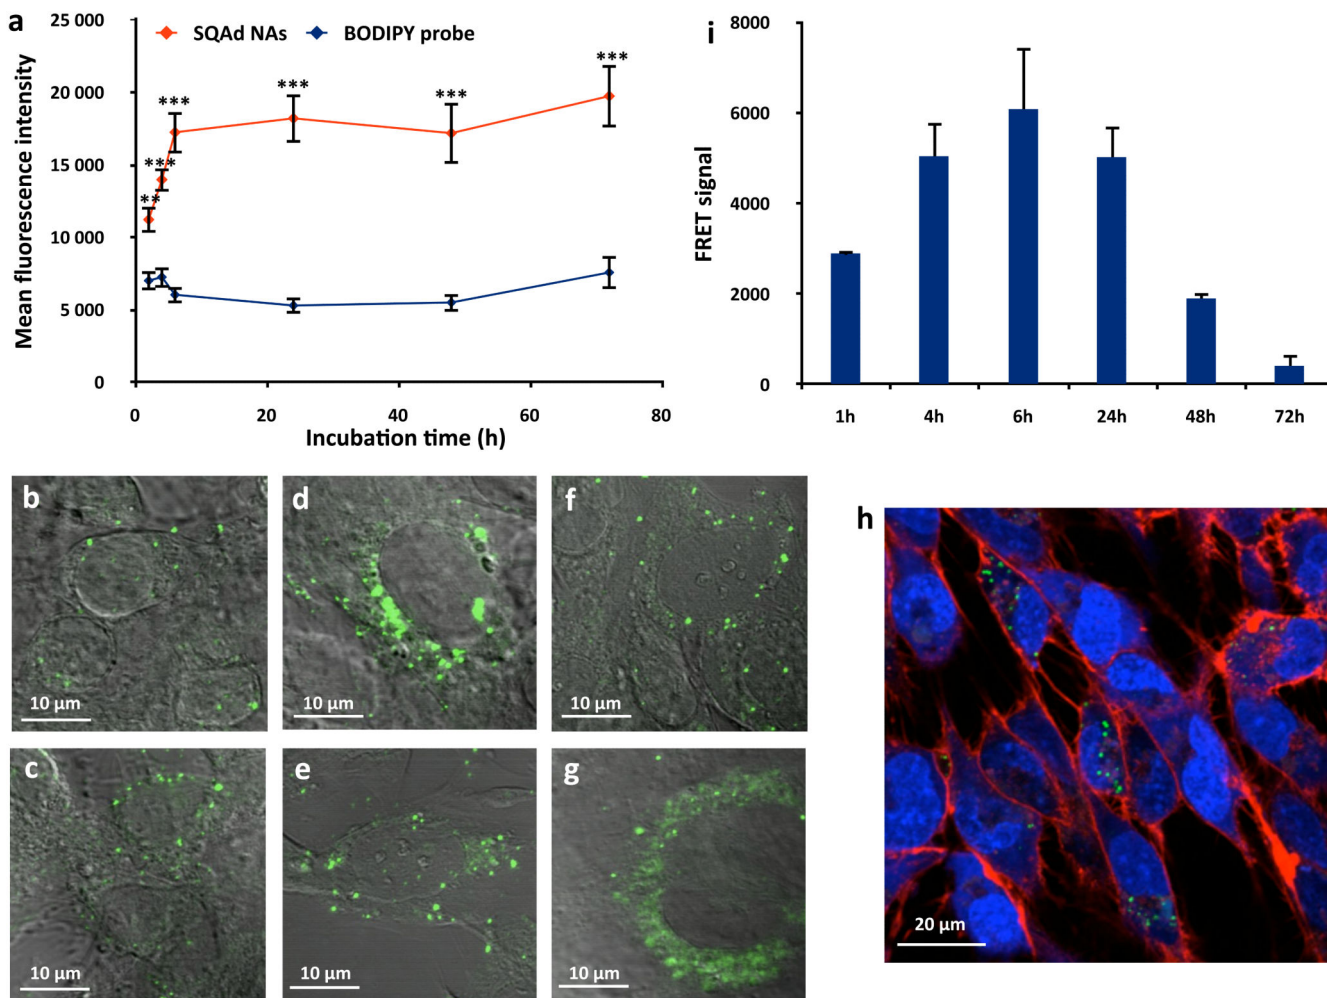 a
SQAd NAs
BODIPY probe
Mean fluorescence intensity
25 000
20 000
15 000
10 000
5 000
0
**
***
***
***
***
***
0
20
40
60
80
Incubation time (h)
i
FRET signal
8000
6000
4000
2000
0
1h
4h
6h
24h
48h
72h
b
10 µm
d
10 µm
f
10 µm
h
20 µm
c
10 µm
e
10 µm
g
10 µm